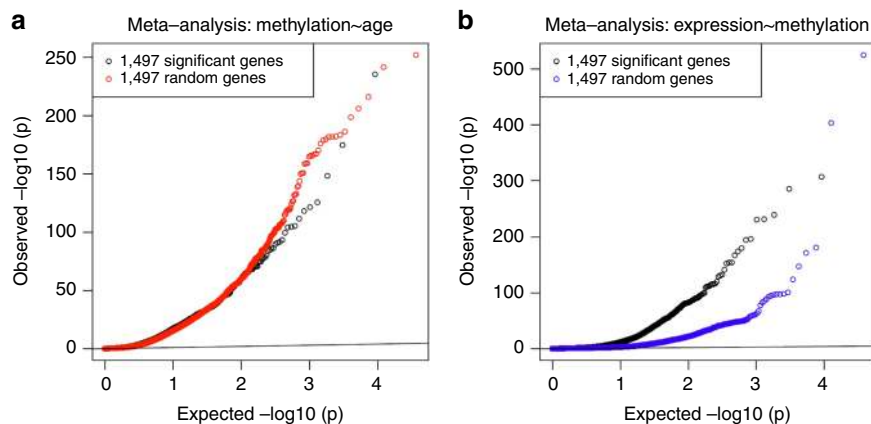 a
Meta–analysis: methylation~age
1,497 significant genes
1,497 random genes
Observed –log10 (p)
250
200
150
100
50
0
0 1 2 3 4
Expected –log10 (p)
b
Meta–analysis: expression~methylation
1,497 significant genes
1,497 random genes
Observed –log10 (p)
500
400
300
200
100
0
0 1 2 3 4
Expected –log10 (p)